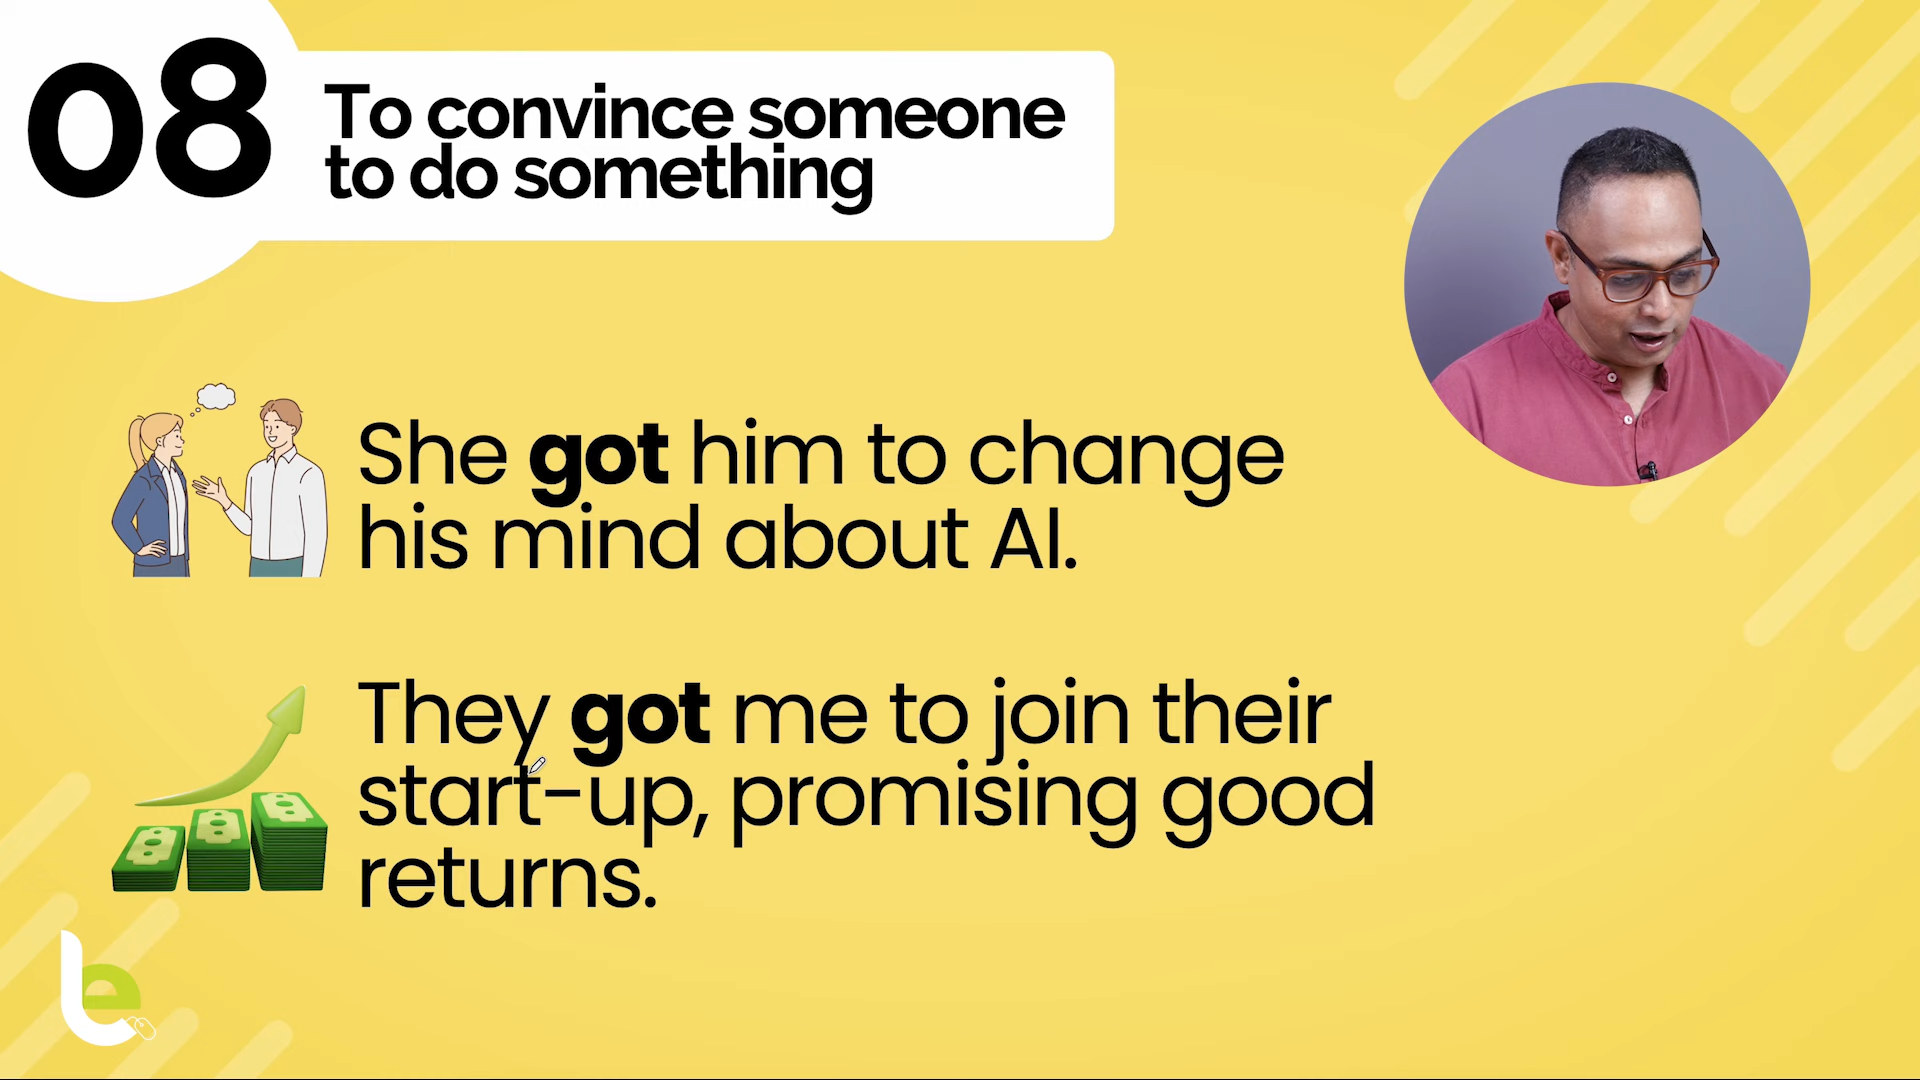 08
To convince someone
to do something
She got him to change
his mind about AI.
They got me to join their
start-up, promising good
returns.
le